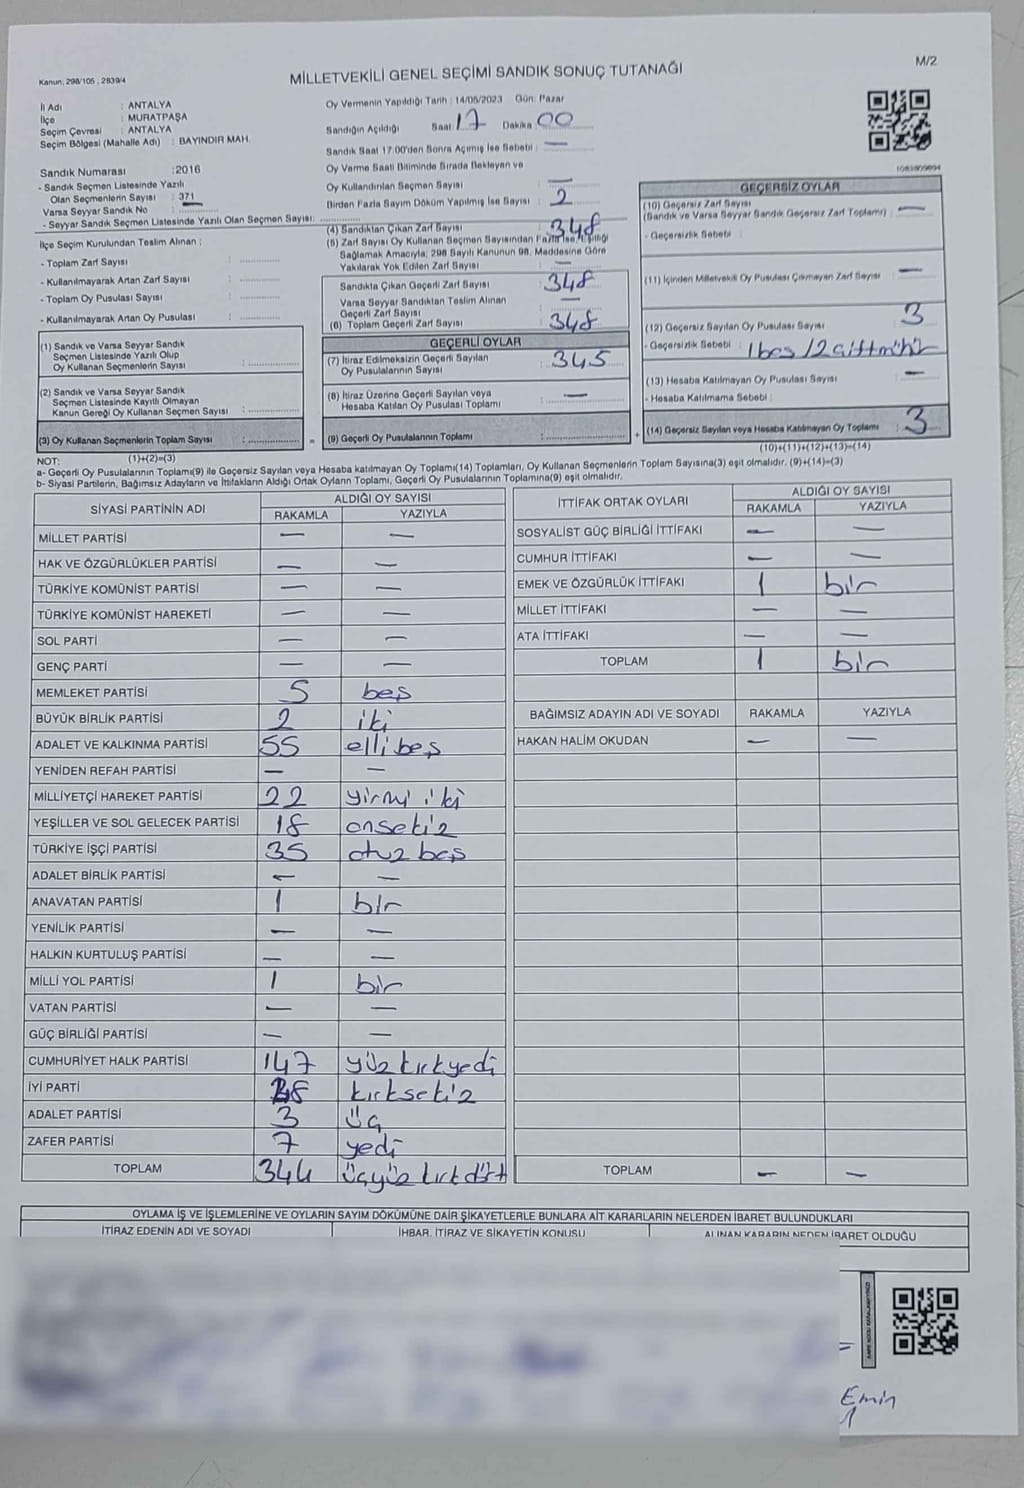 Kanun; 298/105 , 2839/4
MİLLETVEKİLİ GENEL SEÇİMİ SANDIK SONUÇ TUTANAĞI
M/2
İl Adı : ANTALYA
İlçe : MURATPAŞA
Seçim Çevresi : ANTALYA
Seçim Bölgesi (Mahalle Adı) : BAYINDIR MAH.
Sandık Numarası :2016
- Sandık Seçmen Listesinde Yazılı
Olan Seçmenlerin Sayısı : 371
Varsa Seyyar Sandık No :
- Seyyar Sandık Seçmen Listesinde Yazılı Olan Seçmen Sayısı:
İlçe Seçim Kurulundan Teslim Alınan ;
- Toplam Zarf Sayısı :
- Kullanılmayarak Artan Zarf Sayısı :
- Toplam Oy Pusulası Sayısı :
- Kullanılmayarak Artan Oy Pusulası :
(1) Sandık ve Varsa Seyyar Sandık
Seçmen Listesinde Yazılı Olup
Oy Kullanan Seçmenlerin Sayısı :
(2) Sandık ve Varsa Seyyar Sandık
Seçmen Listesinde Kayıtlı Olmayan
Kanun Gereği Oy Kullanan Seçmen Sayısı :
(3) Oy Kullanan Seçmenlerin Toplam Sayısı :
(1)+(2)=(3)
Oy Vermenin Yapıldığı Tarih : 14/05/2023 Gün: Pazar
Sandığın Açıldığı Saat: 17 Dakika: 00
Sandık Saat 17.00'den Sonra Açılmış İse Sebebi : —
Oy Verme Saati Bitiminde Sırada Bekleyen ve
Oy Kullandırılan Seçmen Sayısı : —
Birden Fazla Sayım Döküm Yapılmış İse Sayısı : 2
(4) Sandıktan Çıkan Zarf Sayısı : 348
(5) Zarf Sayısı Oy Kullanan Seçmen Sayısından Fazla İse, Eşitliği
Sağlamak Amacıyla; 298 Sayılı Kanunun 98. Maddesine Göre
Yakılarak Yok Edilen Zarf Sayısı : —
Sandıkta Çıkan Geçerli Zarf Sayısı : 348
Varsa Seyyar Sandıktan Teslim Alınan
Geçerli Zarf Sayısı : —
(6) Toplam Geçerli Zarf Sayısı : 348
GEÇERLİ OYLAR
(7) İtiraz Edilmeksizin Geçerli Sayılan
Oy Pusulalarının Sayısı : 345
(8) İtiraz Üzerine Geçerli Sayılan veya
Hesaba Katılan Oy Pusulası Toplamı : —
= (9) Geçerli Oy Pusulalarının Toplamı :
GEÇERSİZ OYLAR
(10) Geçersiz Zarf Sayısı
(Sandık ve Varsa Seyyar Sandık Geçersiz Zarf Toplamı) : —
- Geçersizlik Sebebi :
(11) İçinden Milletvekili Oy Pusulası Çıkmayan Zarf Sayısı : —
(12) Geçersiz Sayılan Oy Pusulası Sayısı : 3
- Geçersizlik Sebebi : 1 boş / 2 çift mühür
(13) Hesaba Katılmayan Oy Pusulası Sayısı : —
- Hesaba Katılmama Sebebi :
+ (14) Geçersiz Sayılan veya Hesaba Katılmayan Oy Toplamı : 3
(10)+(11)+(12)+(13)=(14)
NOT:
a- Geçerli Oy Pusulalarının Toplamı(9) ile Geçersiz Sayılan veya Hesaba katılmayan Oy Toplamı(14) Toplamları, Oy Kullanan Seçmenlerin Toplam Sayısına(3) eşit olmalıdır. (9)+(14)=(3)
b- Siyasi Partilerin, Bağımsız Adayların ve İttifakların Aldığı Ortak Oyların Toplamı, Geçerli Oy Pusulalarının Toplamına(9) eşit olmalıdır.
SİYASİ PARTİNİN ADI ALDIĞI OY SAYISI
RAKAMLA YAZIYLA
MİLLET PARTİSİ — —
HAK VE ÖZGÜRLÜKLER PARTİSİ — —
TÜRKİYE KOMÜNİST PARTİSİ — —
TÜRKİYE KOMÜNİST HAREKETİ — —
SOL PARTİ — —
GENÇ PARTİ — —
MEMLEKET PARTİSİ 5 beş
BÜYÜK BİRLİK PARTİSİ 2 iki
ADALET VE KALKINMA PARTİSİ 55 elli beş
YENİDEN REFAH PARTİSİ — —
MİLLİYETÇİ HAREKET PARTİSİ 22 yirmi iki
YEŞİLLER VE SOL GELECEK PARTİSİ 18 onsekiz
TÜRKİYE İŞÇİ PARTİSİ 35 otuz beş
ADALET BİRLİK PARTİSİ — —
ANAVATAN PARTİSİ 1 bir
YENİLİK PARTİSİ — —
HALKIN KURTULUŞ PARTİSİ — —
MİLLİ YOL PARTİSİ 1 bir
VATAN PARTİSİ — —
GÜÇ BİRLİĞİ PARTİSİ — —
CUMHURİYET HALK PARTİSİ 147 yüz kırkyedi
İYİ PARTİ 48 kırksekiz
ADALET PARTİSİ 3 üç
ZAFER PARTİSİ 7 yedi
TOPLAM 344 üçyüz kırkdört
İTTİFAK ORTAK OYLARI ALDIĞI OY SAYISI
RAKAMLA YAZIYLA
SOSYALİST GÜÇ BİRLİĞİ İTTİFAKI — —
CUMHUR İTTİFAKI — —
EMEK VE ÖZGÜRLÜK İTTİFAKI 1 bir
MİLLET İTTİFAKI — —
ATA İTTİFAKI — —
TOPLAM 1 bir
BAĞIMSIZ ADAYIN ADI VE SOYADI RAKAMLA YAZIYLA
HAKAN HALİM OKUDAN — —
TOPLAM — —
OYLAMA İŞ VE İŞLEMLERİNE VE OYLARIN SAYIM DÖKÜMÜNE DAİR ŞİKAYETLERLE BUNLARA AİT KARARLARIN NELERDEN İBARET BULUNDUKLARI
İTİRAZ EDENİN ADI VE SOYADI İHBAR, İTİRAZ VE ŞİKAYETİN KONUSU ALINAN KARARIN NEDEN İBARET OLDUĞU
Emin